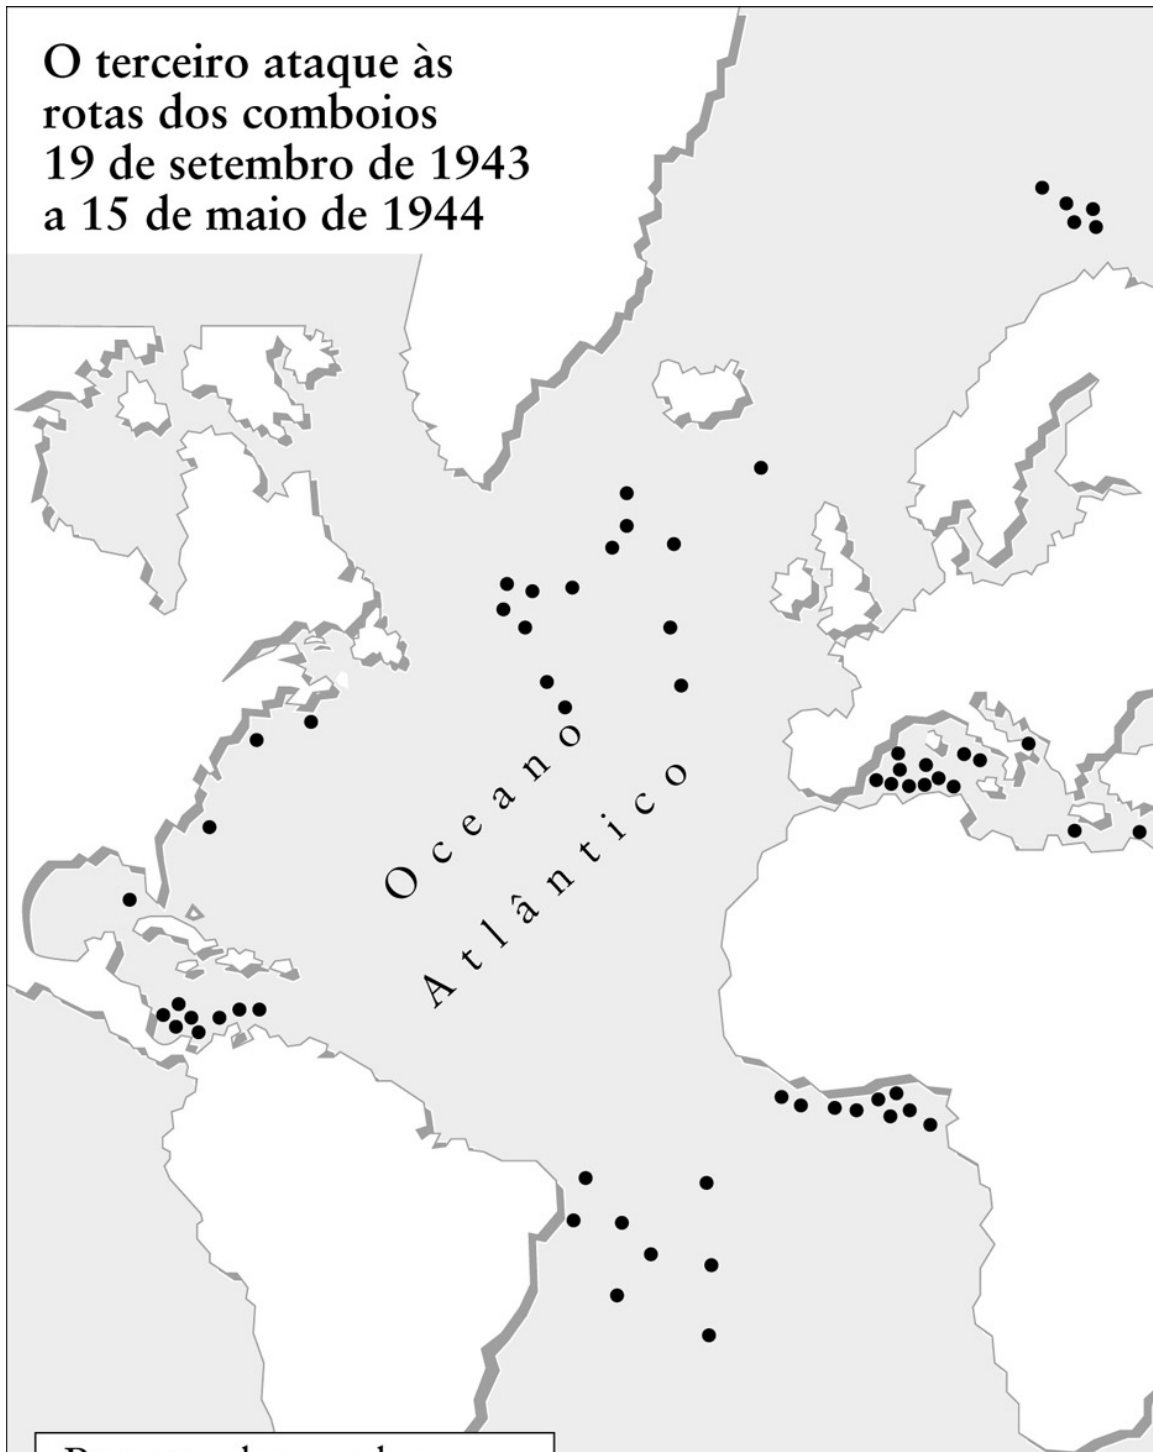 O terceiro ataque às
rotas dos comboios
19 de setembro de 1943
a 15 de maio de 1944
Oceano
Atlântico